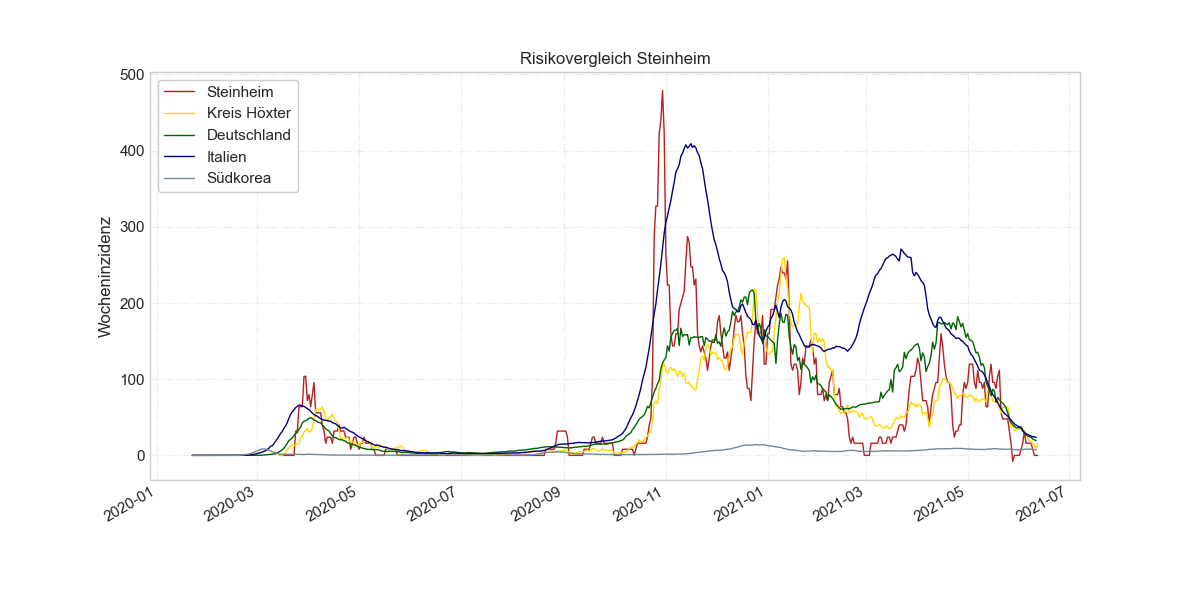 Risikovergleich Steinheim
Wocheninzidenz
500
400
300
200
100
0
Steinheim
Kreis Höxter
Deutschland
Italien
Südkorea
2020-01
2020-03
2020-05
2020-07
2020-09
2020-11
2021-01
2021-03
2021-05
2021-07